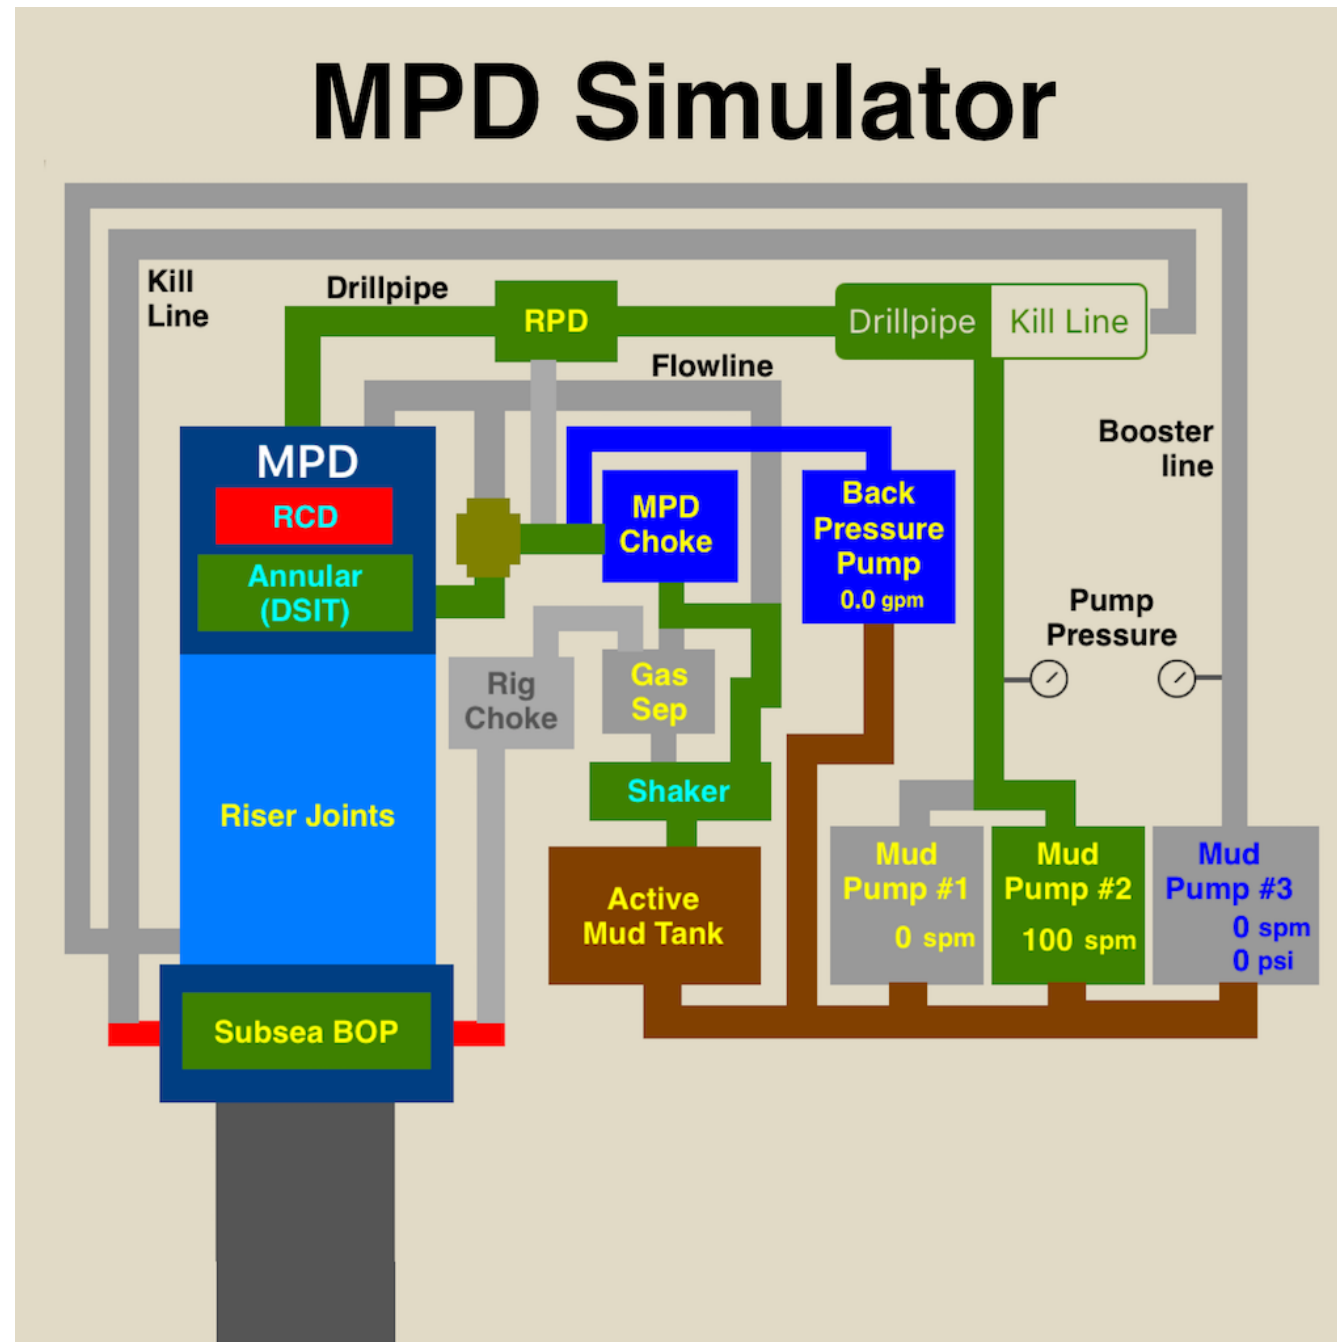 MPD Simulator
Kill
Line
Drillpipe
RPD
Drillpipe
Kill Line
Flowline
MPD
RCD
Annular
(DSIT)
MPD
Choke
Back
Pressure
Pump
0.0 gpm
Booster
line
Pump
Pressure
Rig
Choke
Gas
Sep
Riser Joints
Shaker
Active
Mud Tank
Mud
Pump #1
0 spm
Mud
Pump #2
100 spm
Mud
Pump #3
0 spm
0 psi
Subsea BOP